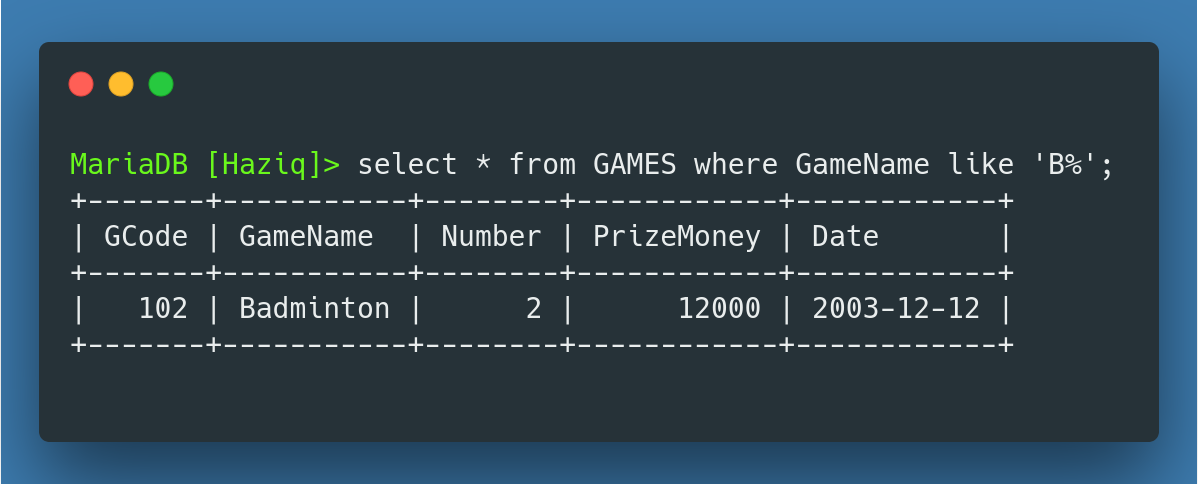 MariaDB [Haziq]> select * from GAMES where GameName like 'B%';
+-------+-----------+--------+------------+------------+
| GCode | GameName  | Number | PrizeMoney | Date       |
+-------+-----------+--------+------------+------------+
|   102 | Badminton |      2 |      12000 | 2003-12-12 |
+-------+-----------+--------+------------+------------+